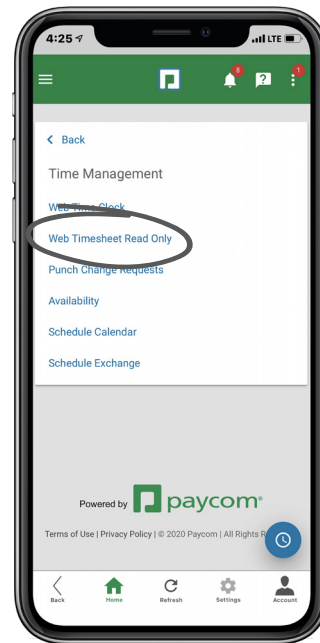 4:25
LTE
6
?
1
Back
Time Management
Web Time Clock
Web Timesheet Read Only
Punch Change Requests
Availability
Schedule Calendar
Schedule Exchange
Powered by paycom®
Terms of Use | Privacy Policy | © 2020 Paycom | All Rights
Back Home Refresh Settings Account